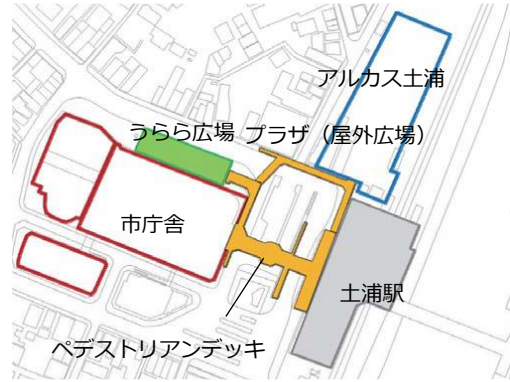 アルカス土浦
うらら広場
プラザ（屋外広場）
市庁舎
土浦駅
ペデストリアンデッキ